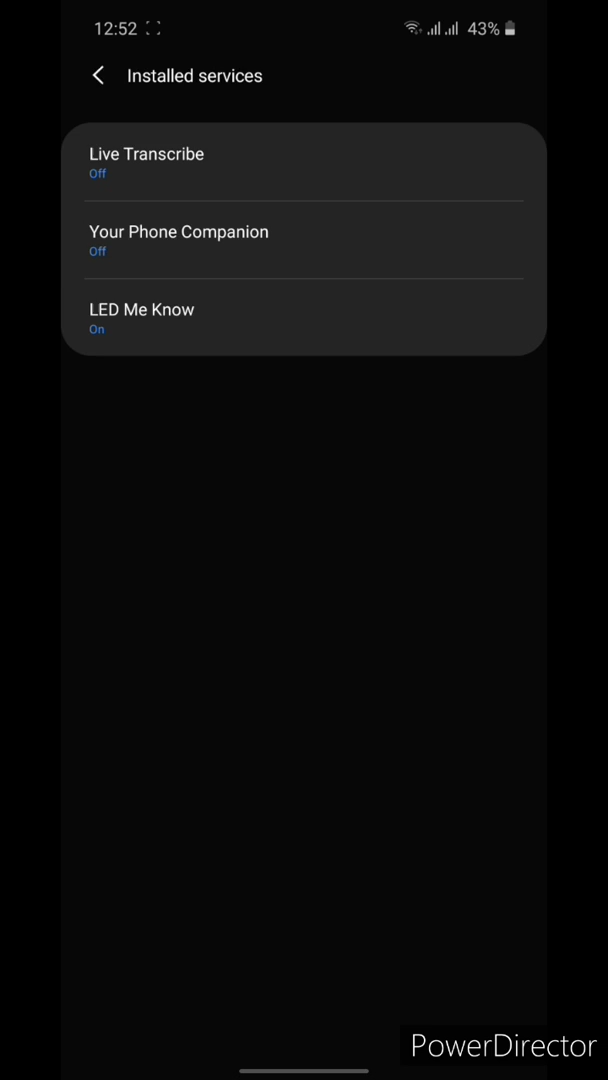 12:52 43%
Installed services
Live Transcribe
Off
Your Phone Companion
Off
LED Me Know
On
PowerDirector